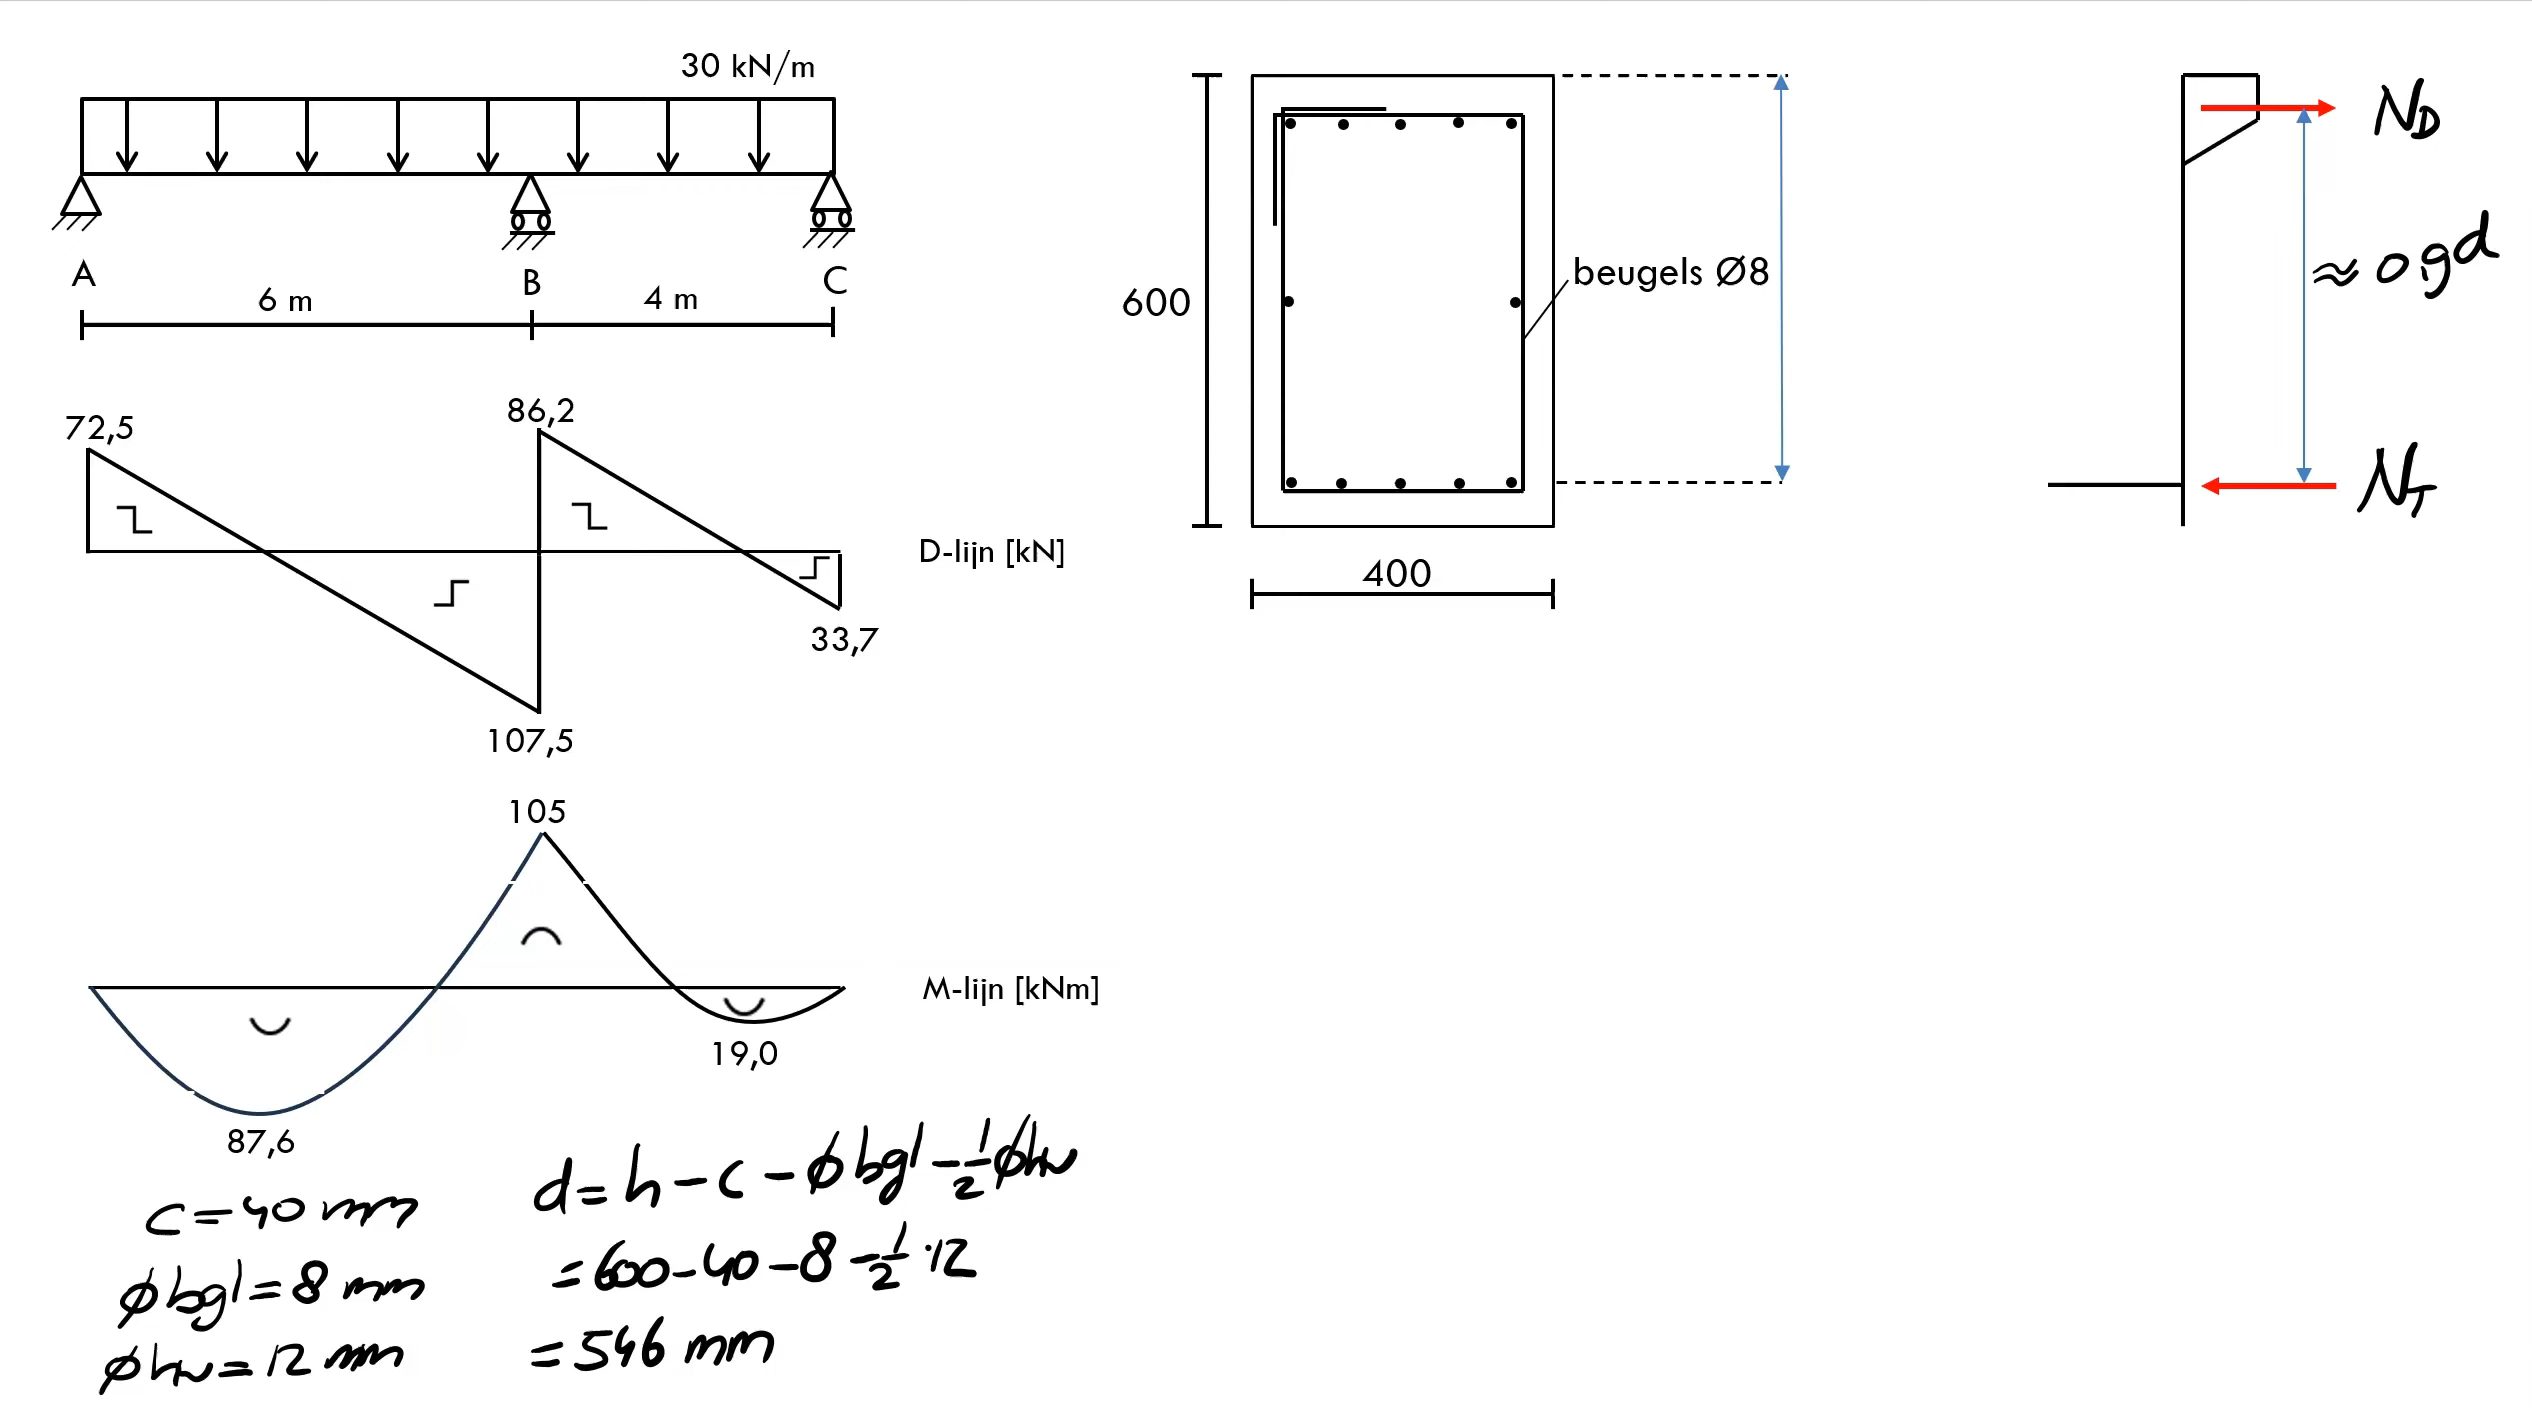 30 kN/m
A
B
C
6 m
4 m
72,5
86,2
D-lijn [kN]
33,7
107,5
105
M-lijn [kNm]
19,0
87,6
600
400
beugels Ø8
N_D
≈ 0,9d
N_T
c = 40 mm
ϕbgl = 8 mm
ϕhw = 12 mm
d = h − c − ϕbgl − ½ϕhw
= 600 − 40 − 8 − ½·12
= 546 mm